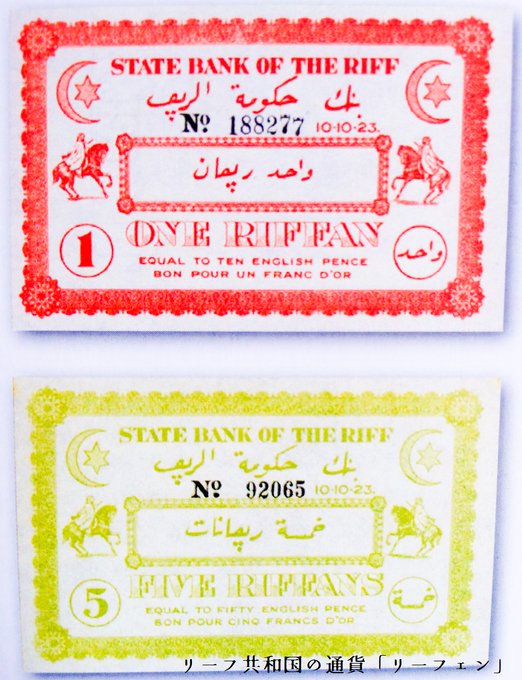 STATE BANK OF THE RIFF
بنك حكومة الريف
Nº 188277 10-10-23.
واحد ريفان
ONE RIFFAN
1
EQUAL TO TEN ENGLISH PENCE
BON POUR UN FRANC D'OR
واحد
STATE BANK OF THE RIFF
بنك حكومة الريف
Nº 92065 10-10-23.
خمسة ريفانات
FIVE RIFFANS
5
EQUAL TO FIFTY ENGLISH PENCE
BON POUR CINQ FRANCS D'OR
خمسة
リーフ共和国の通貨「リーフェン」